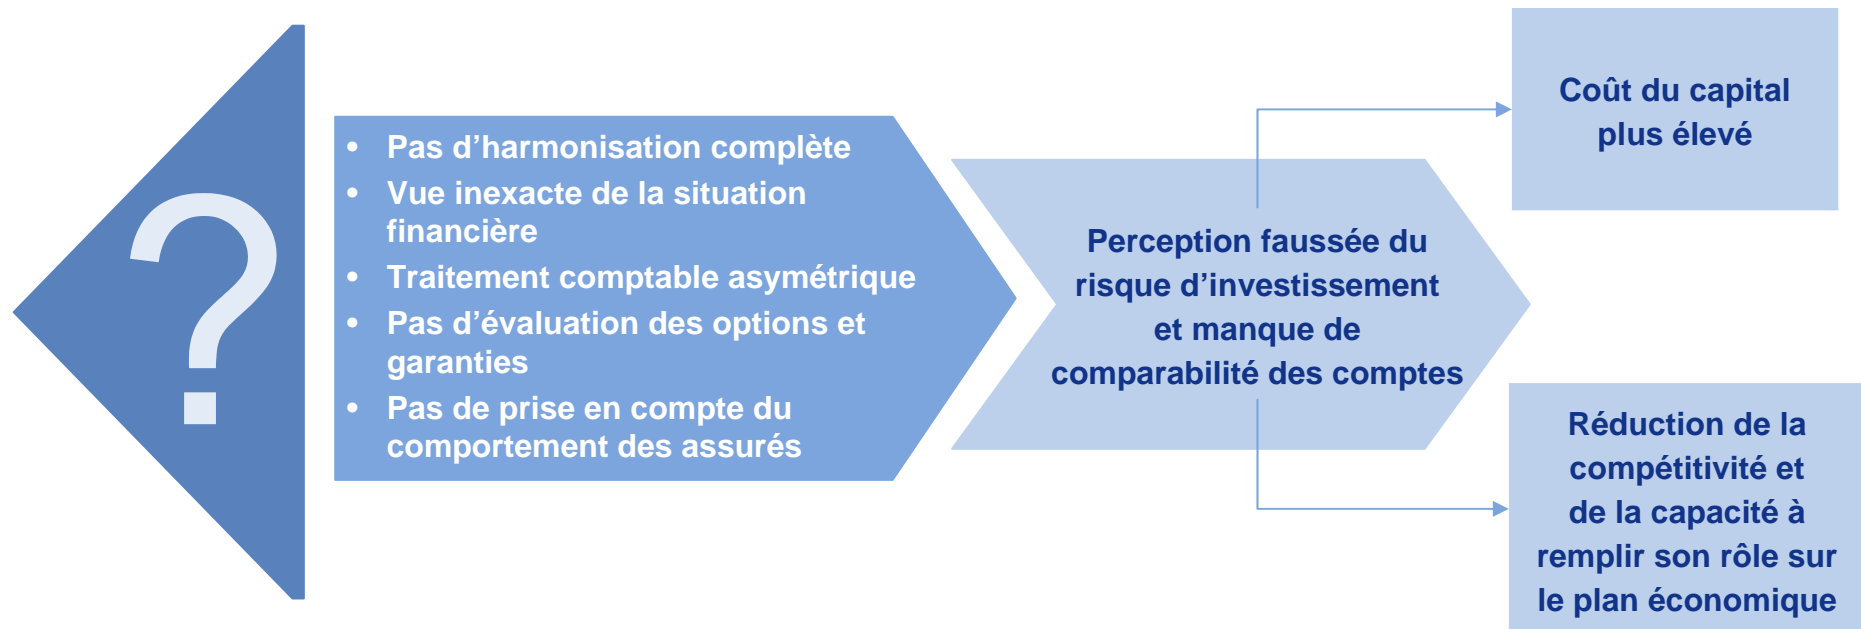 ?
• Pas d’harmonisation complète
• Vue inexacte de la situation
financière
• Traitement comptable asymétrique
• Pas d’évaluation des options et
garanties
• Pas de prise en compte du
comportement des assurés
Perception faussée du
risque d’investissement
et manque de
comparabilité des comptes
Coût du capital
plus élevé
Réduction de la
compétitivité et
de la capacité à
remplir son rôle sur
le plan économique